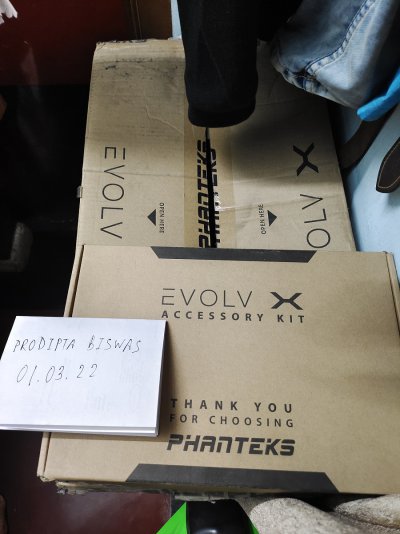 EVOLV
OPEN HERE
PHANTEKS
OPEN HERE
OLV X
EVOLV X
ACCESSORY KIT
PRODIPTA BISWAS
01.03.22
THANK YOU
FOR CHOOSING
PHANTEKS